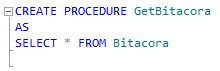 CREATE PROCEDURE GetBitacora
AS
SELECT * FROM Bitacora